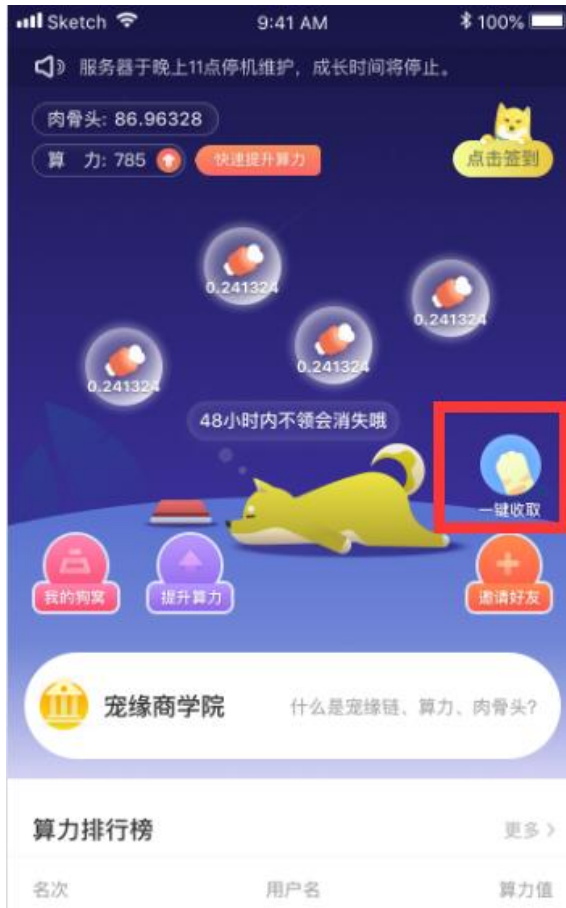 Sketch
9:41 AM
100%
服务器于晚上11点停机维护，成长时间将停止。
肉骨头: 86.96328
算 力: 785
快速提升算力
点击签到
0.241324
0.241324
0.241324
0.241324
48小时内不领会消失哦
一键收取
我的狗窝
提升算力
邀请好友
宠缘商学院
什么是宠缘链、算力、肉骨头?
算力排行榜
更多
名次
用户名
算力值